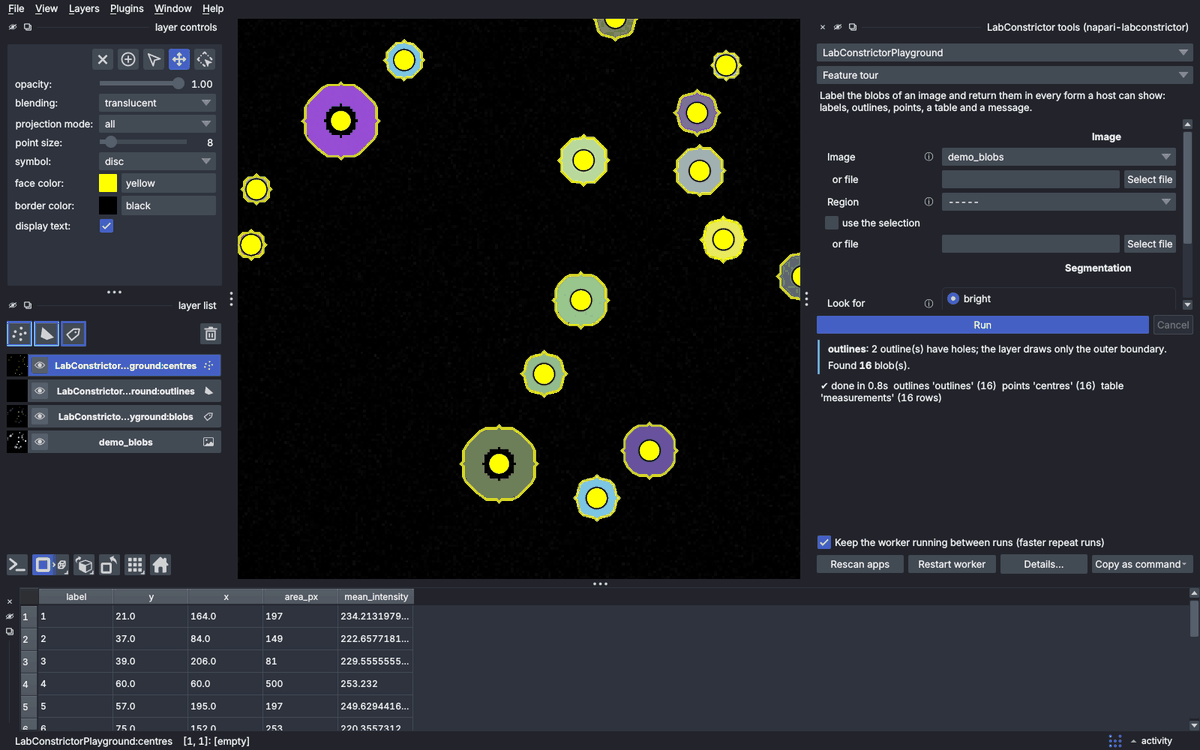 File View Layers Plugins Window Help
layer controls
opacity: 1.00
blending: translucent
projection mode: all
point size: 8
symbol: disc
face color: yellow
border color: black
display text:
layer list
LabConstrictor...ground:centres
LabConstrictor...round:outlines
LabConstricto...yground:blobs
demo_blobs
LabConstrictor tools (napari-labconstrictor)
LabConstrictorPlayground
Feature tour
Label the blobs of an image and return them in every form a host can show:
labels, outlines, points, a table and a message.
Image
Image demo_blobs
or file Select file
Region -----
use the selection
or file Select file
Segmentation
Look for bright
Run Cancel
outlines: 2 outline(s) have holes; the layer draws only the outer boundary.
Found 16 blob(s).
✔ done in 0.8s outlines 'outlines' (16) points 'centres' (16) table
'measurements' (16 rows)
Keep the worker running between runs (faster repeat runs)
Rescan apps Restart worker Details... Copy as command
label y x area_px mean_intensity
1 1 21.0 164.0 197 234.2131979...
2 2 37.0 84.0 149 222.6577181...
3 3 39.0 206.0 81 229.5555555...
4 4 60.0 60.0 500 253.232
5 5 57.0 195.0 197 249.6294416...
6 6 75.0 152.0 253 220.3557312
LabConstrictorPlayground:centres [1, 1]: [empty]
activity